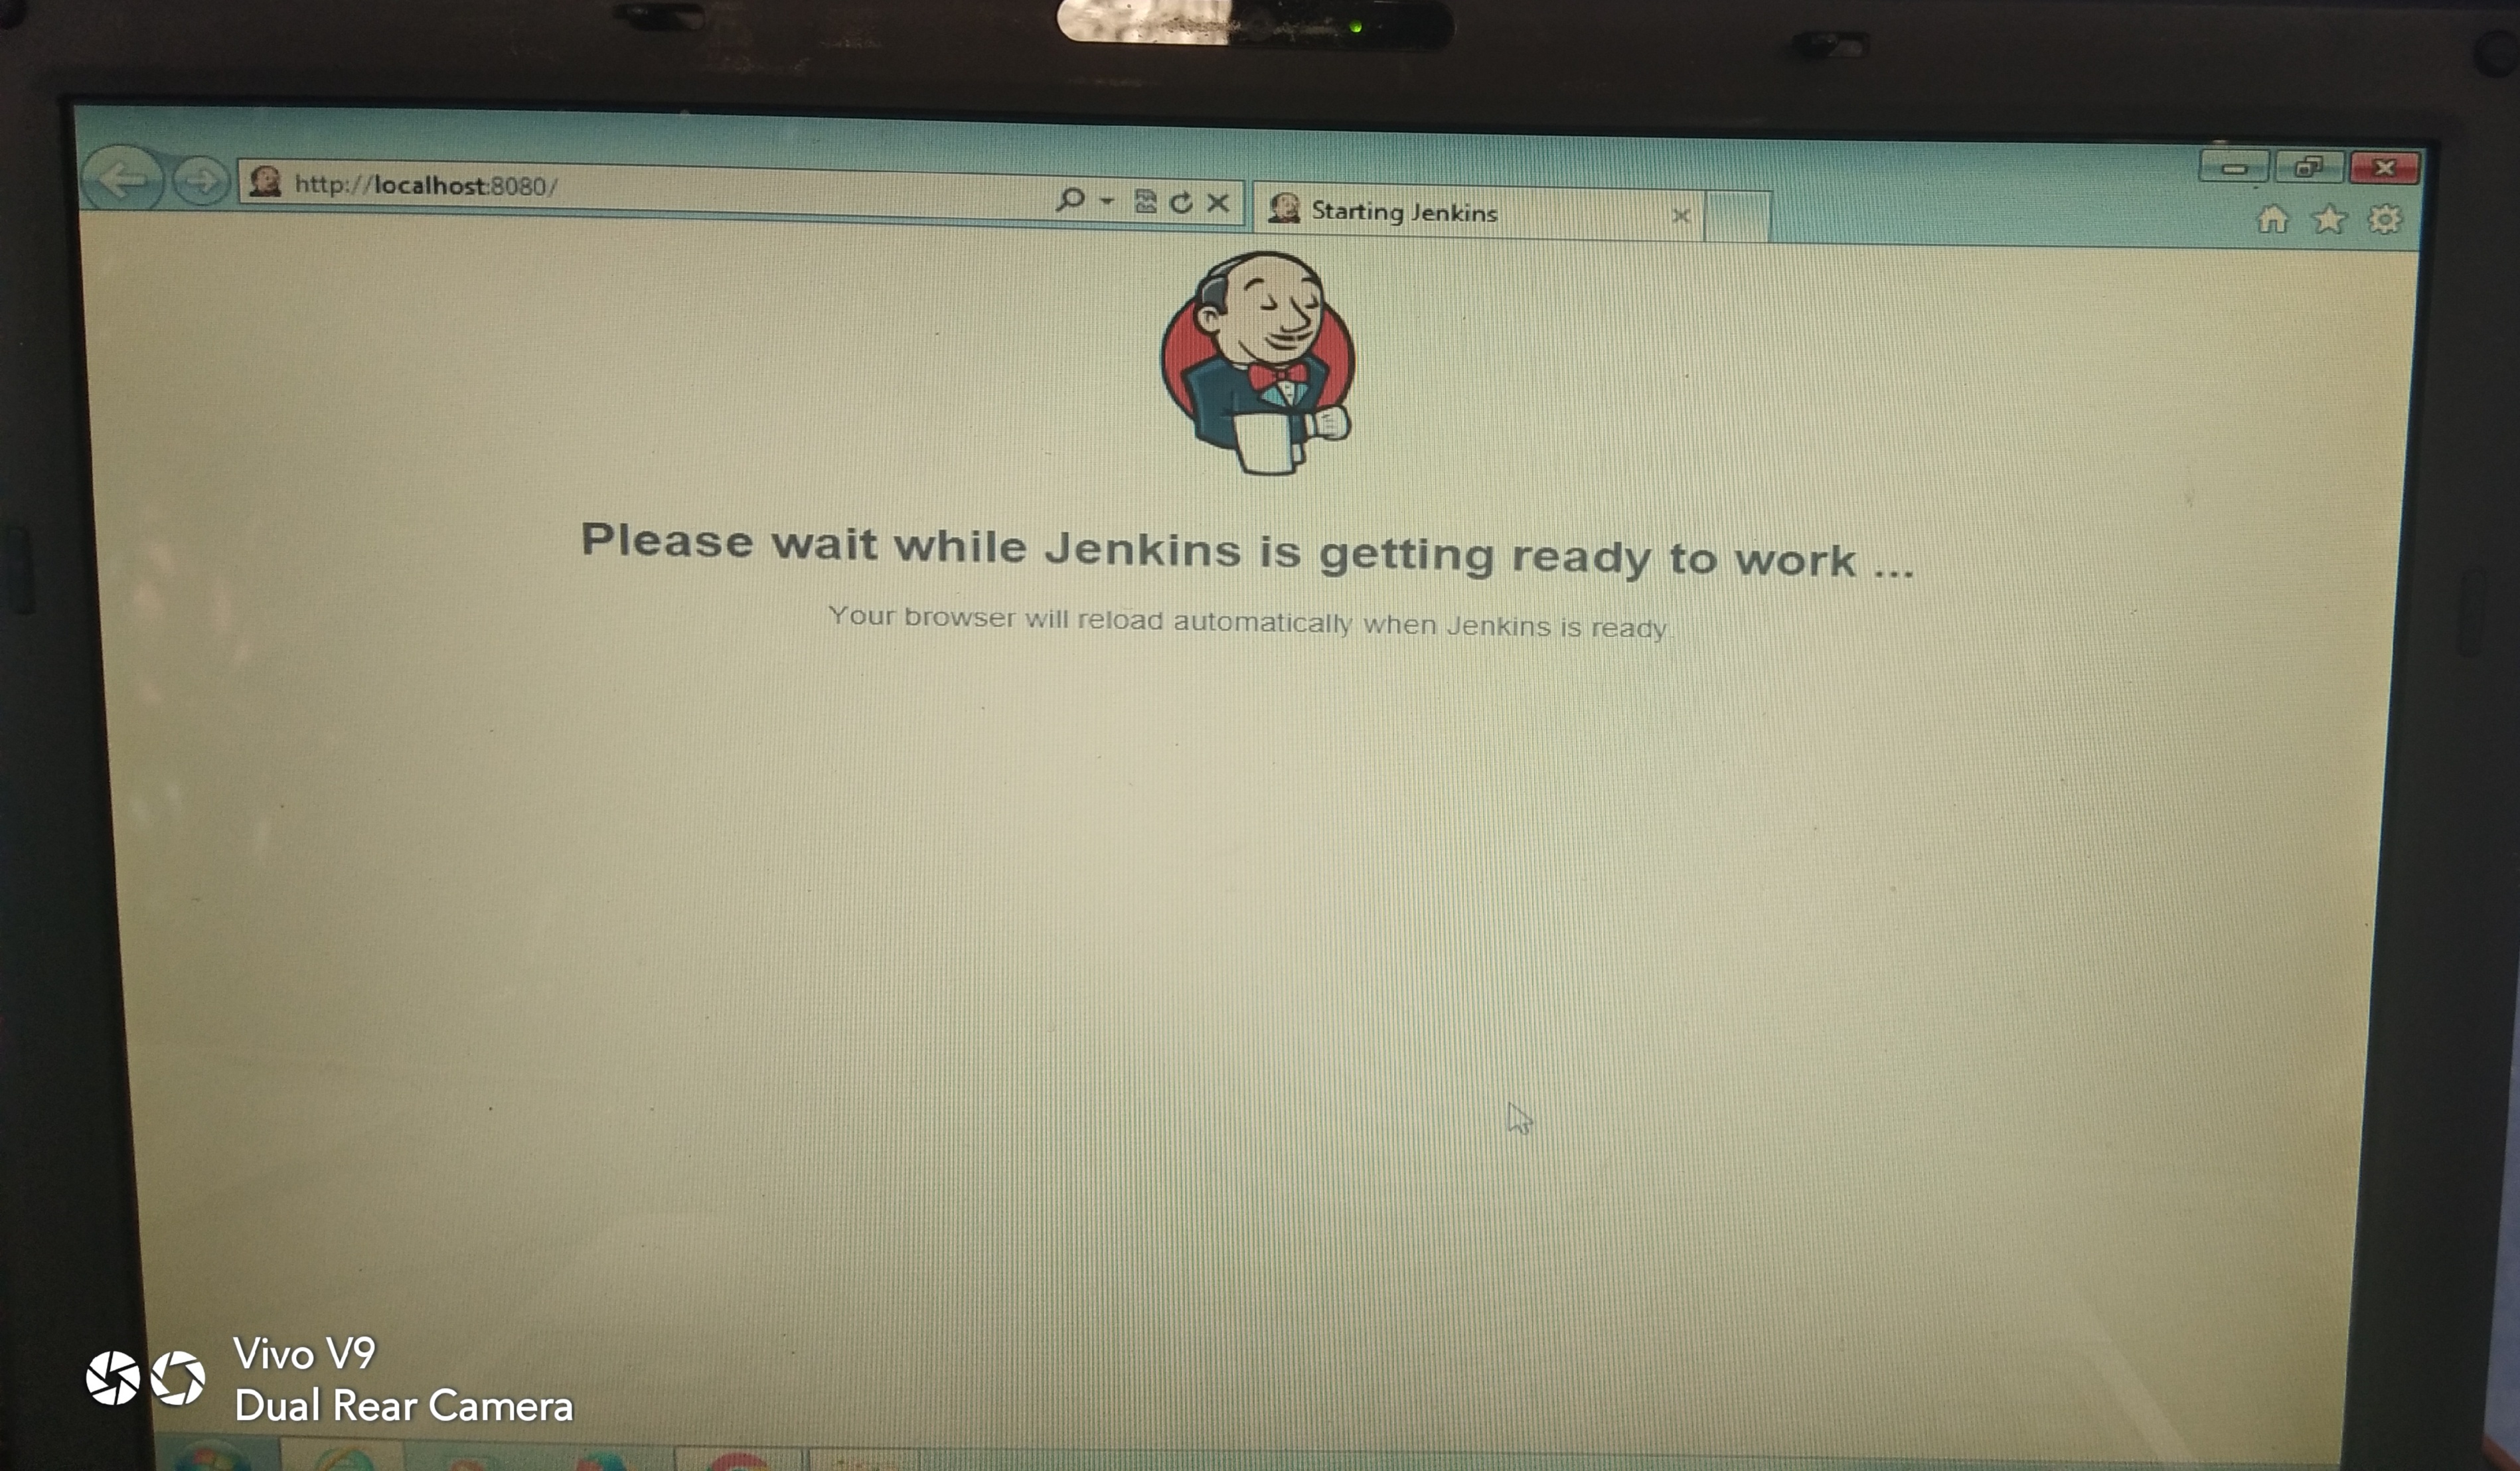 http://localhost:8080/
Starting Jenkins
Please wait while Jenkins is getting ready to work ...
Your browser will reload automatically when Jenkins is ready.
Vivo V9
Dual Rear Camera